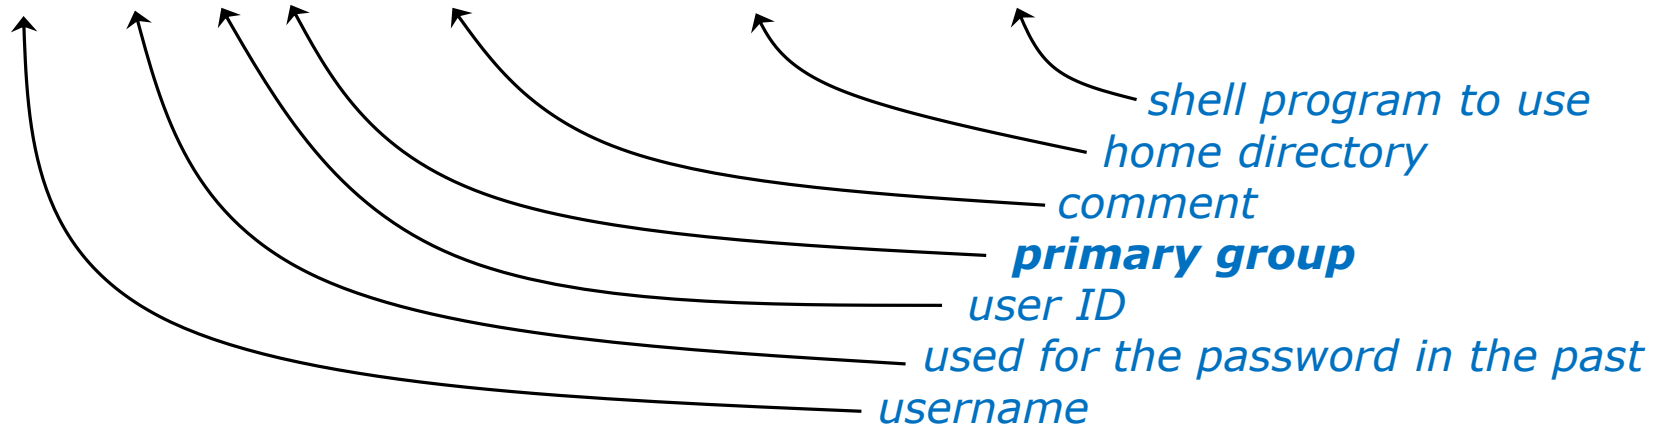 shell program to use
home directory
comment
primary group
user ID
used for the password in the past
username